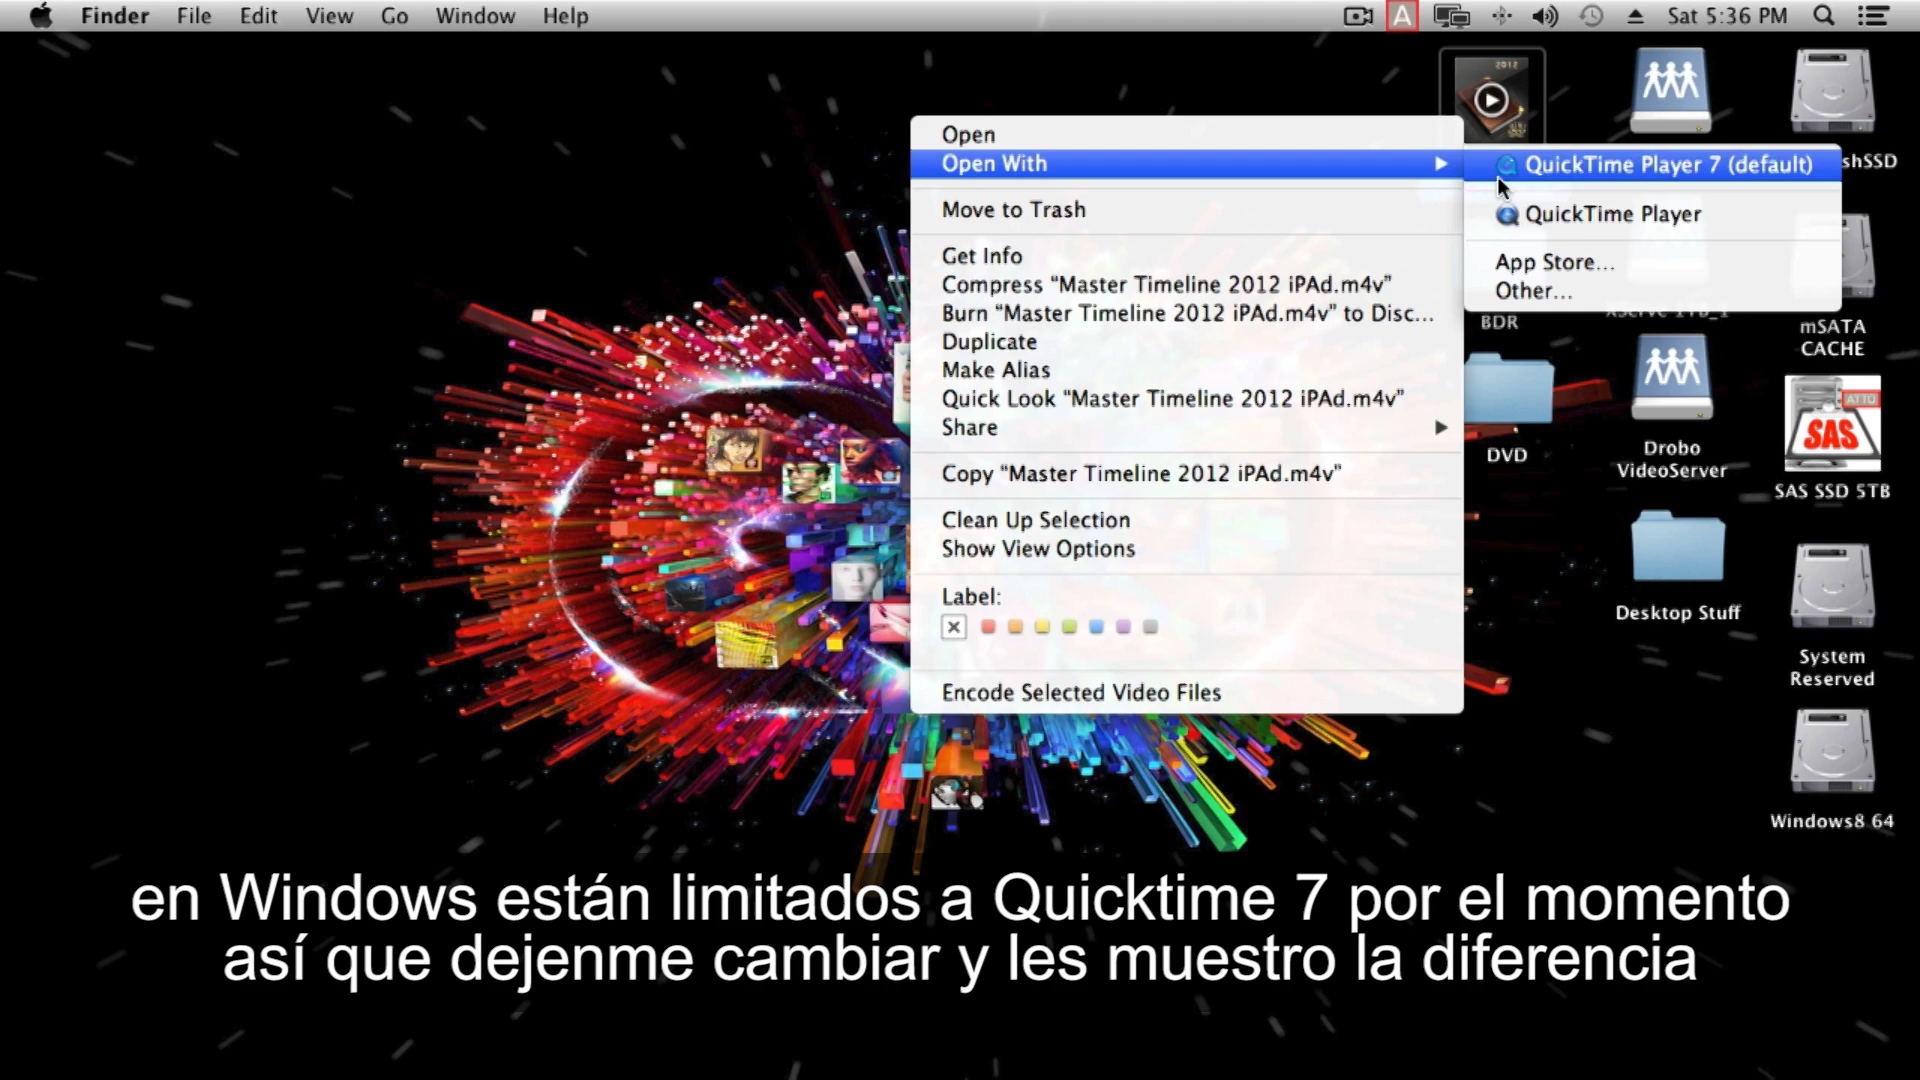 Finder File Edit View Go Window Help
A
Sat 5:36 PM
2012
Open
Open With
Move to Trash
Get Info
Compress “Master Timeline 2012 iPAd.m4v”
Burn “Master Timeline 2012 iPAd.m4v” to Disc...
Duplicate
Make Alias
Quick Look “Master Timeline 2012 iPAd.m4v”
Share
Copy “Master Timeline 2012 iPAd.m4v”
Clean Up Selection
Show View Options
Label:
Encode Selected Video Files
QuickTime Player 7 (default)
QuickTime Player
App Store...
Other...
BDR
DVD
Drobo
VideoServer
Desktop Stuff
shSSD
mSATA
CACHE
ATTO
SAS
SAS SSD 5TB
System
Reserved
Windows8 64
en Windows están limitados a Quicktime 7 por el momento
así que dejenme cambiar y les muestro la diferencia